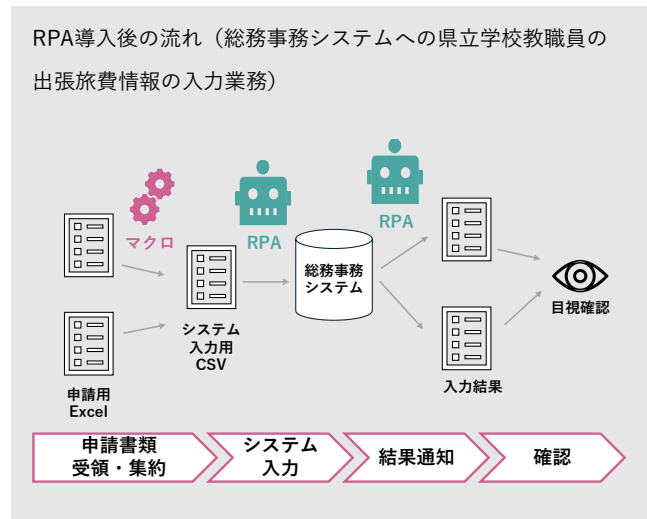 RPA導入後の流れ（総務事務システムへの県立学校教職員の
出張旅費情報の入力業務）
マクロ
RPA
RPA
総務事務
システム
目視確認
システム
入力用
CSV
申請用
Excel
入力結果
申請書類
受領・集約
システム
入力
結果通知
確認